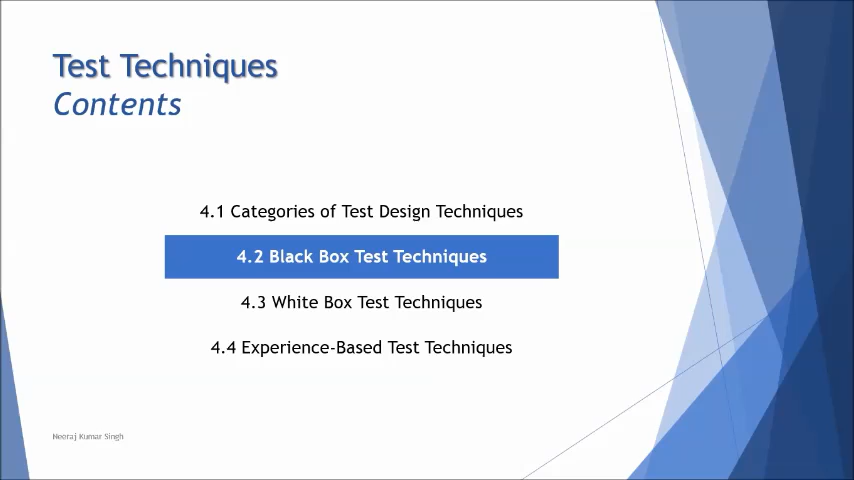 Test Techniques
Contents
4.1 Categories of Test Design Techniques
4.2 Black Box Test Techniques
4.3 White Box Test Techniques
4.4 Experience-Based Test Techniques
Neeraj Kumar Singh